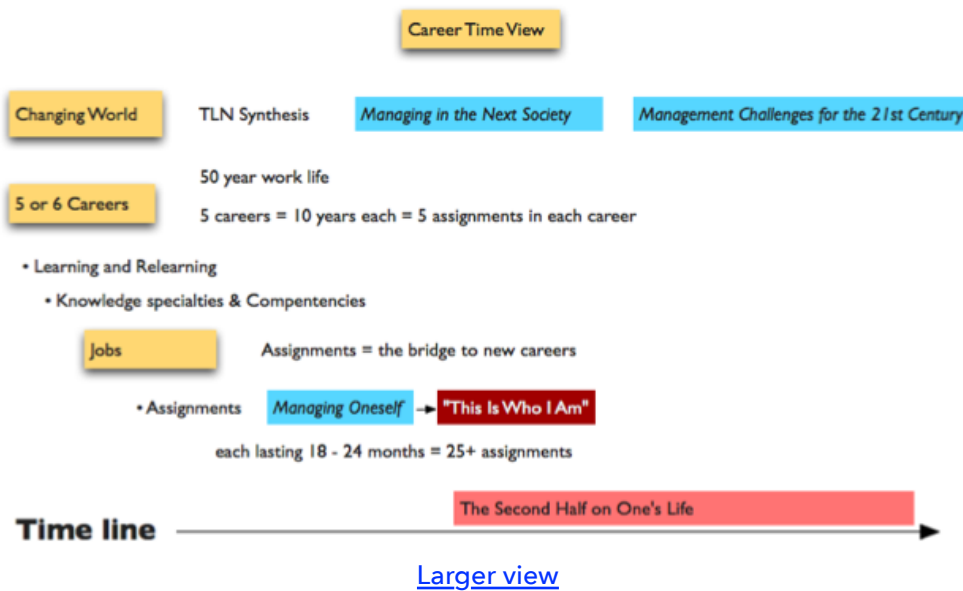 Career Time View
Changing World TLN Synthesis Managing in the Next Society Management Challenges for the 21st Century
50 year work life
5 or 6 Careers
5 careers = 10 years each = 5 assignments in each career
• Learning and Relearning
• Knowledge specialties & Compentencies
Jobs Assignments = the bridge to new careers
• Assignments Managing Oneself "This Is Who I Am"
each lasting 18 - 24 months = 25+ assignments
The Second Half on One's Life
Time line
Larger view